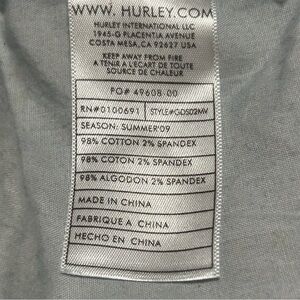 WWW. HURLEY.COM
HURLEY INTERNATIONAL LLC
1945-G PLACENTIA AVENUE
COSTA MESA, CA 92627 USA
KEEP AWAY FROM FIRE
A TENIR A L'ECART DE TOUTE
SOURCE DE CHALEUR
PO# 49608-00
RN#0100691 STYLE#GDS02MW
SEASON: SUMMER'09
98% COTTON 2% SPANDEX
98% COTON 2% SPANDEX
98% ALGODON 2% SPANDEX
MADE IN CHINA
FABRIQUE A CHINA
HECHO EN CHINA